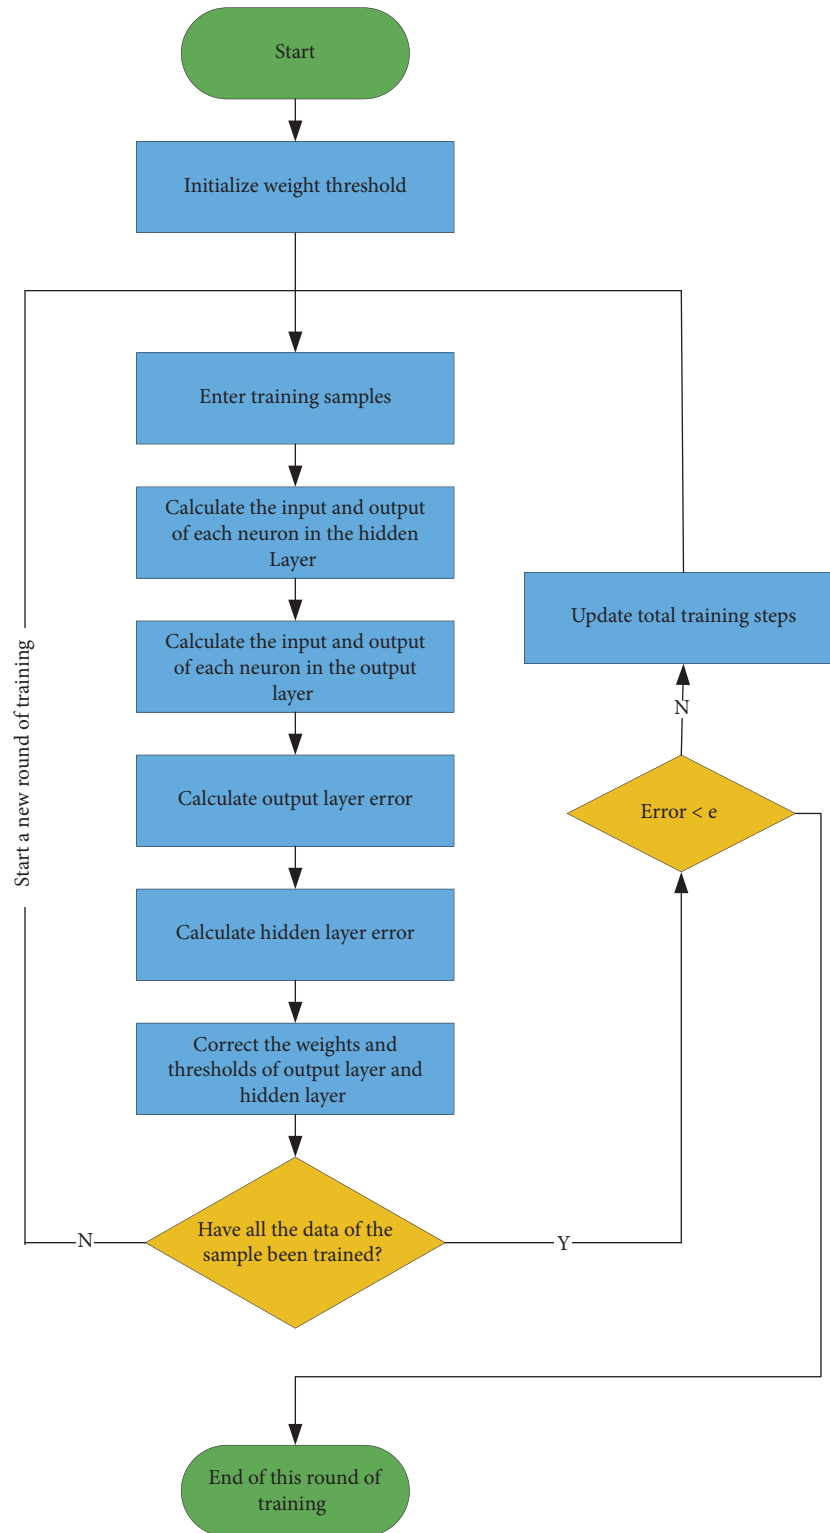 Start
Initialize weight threshold
Enter training samples
Calculate the input and output
of each neuron in the hidden
Layer
Calculate the input and output
of each neuron in the output
layer
Calculate output layer error
Calculate hidden layer error
Correct the weights and
thresholds of output layer and
hidden layer
Have all the data of the
sample been trained?
N
Start a new round of training
Y
Error < e
N
Update total training steps
End of this round of
training